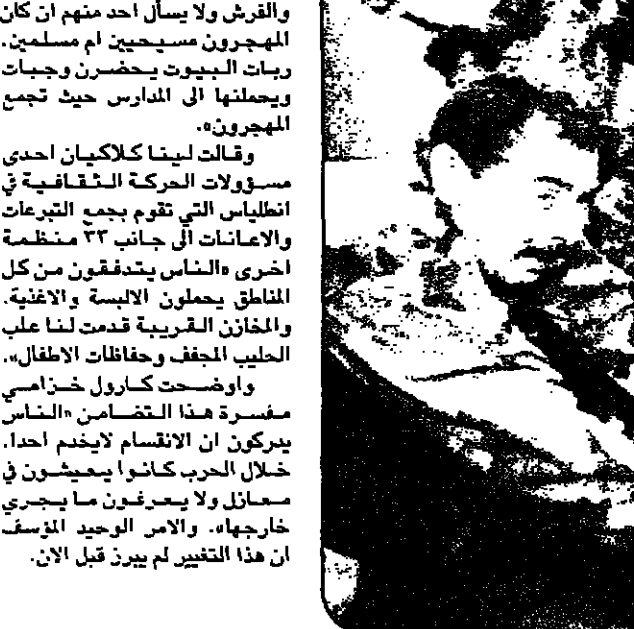 والفرش ولا يسأل احد منهم ان كان
المهجرون مسيحيين ام مسلمين.
ربات البيوت يحضرن وجبات
ويحملنها الى المدارس حيث تجمع
المهجرون».
وقالت لينا كلاكيان احدى
مسؤولات الحركة الثقافية في
انطلياس التي تقوم بجمع التبرعات
والاعانات الى جانب ٣٣ منظمة
اخرى «الناس يتدفقون من كل
المناطق يحملون الالبسة والاغذية.
والمخازن القريبة قدمت لنا علب
الحليب المجفف وحفاظات الاطفال».
واوضحت كارول خزامي
مفسرة هذا التضامن «الناس
يدركون ان الانقسام لايخدم احدا.
خلال الحرب كانوا يعيشون في
معازل ولا يعرفون ما يجري
خارجها». والامر الوحيد المؤسف
ان هذا التغيير لم يبرز قبل الان.